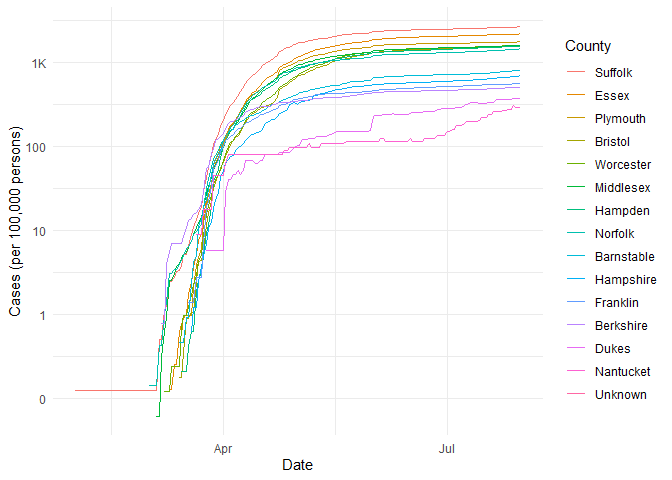 Cases (per 100,000 persons)
1K
100
10
1
0
Apr
Jul
Date
County
Suffolk
Essex
Plymouth
Bristol
Worcester
Middlesex
Hampden
Norfolk
Barnstable
Hampshire
Franklin
Berkshire
Dukes
Nantucket
Unknown